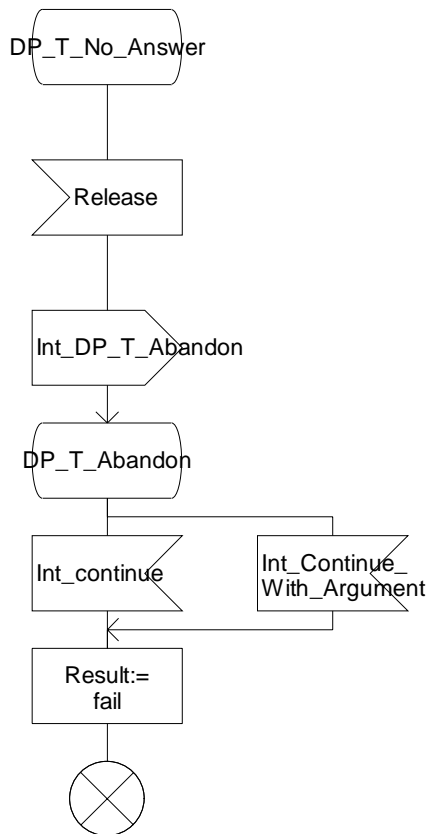 DP_T_No_Answer
Release
Int_DP_T_Abandon
DP_T_Abandon
Int_continue
Int_Continue_
With_Argument
Result:=
fail